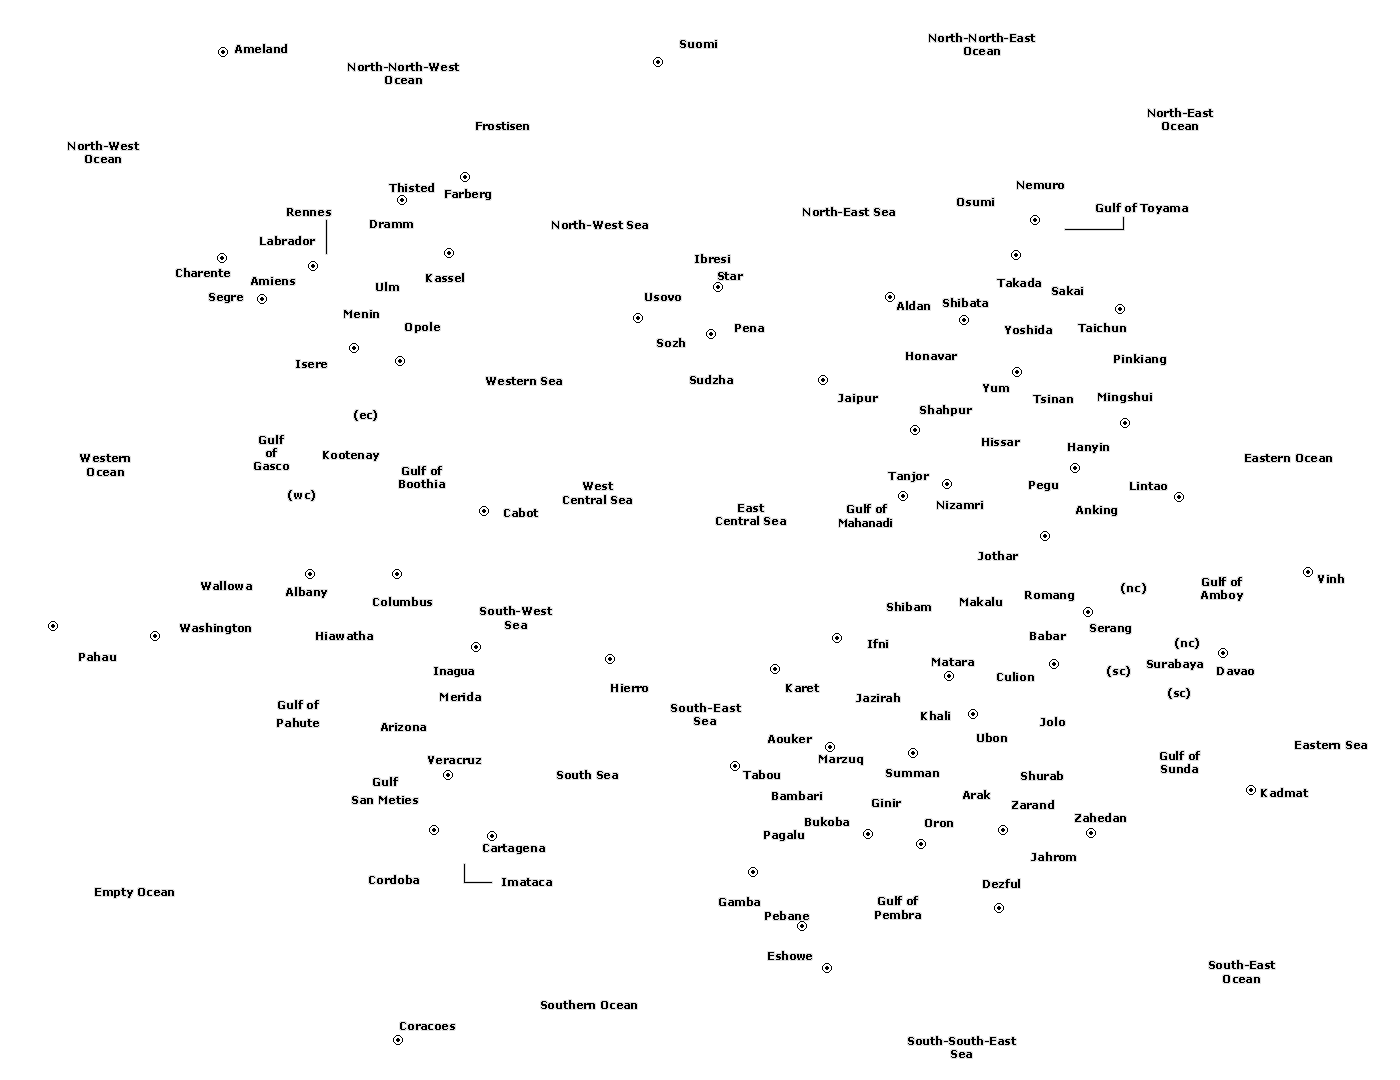 Suomi
North-North-East
Ocean
Ameland
North-North-West
Ocean
North-East
Ocean
Frostisen
North-West
Ocean
Thisted
Farberg
Nemuro
Osumi
Gulf of Toyama
Rennes
North-East Sea
Dramm
North-West Sea
Labrador
Ibresi
Charente
Amiens
Kassel
Star
Takada
Sakai
Ulm
Segre
Usovo
Aldan
Shibata
Menin
Opole
Pena
Yoshida
Taichun
Sozh
Isere
Honavar
Pinkiang
Western Sea
Sudzha
Jaipur
Yum
Tsinan
Mingshui
(ec)
Shahpur
Gulf
of
Gasco
Kootenay
Hissar
Hanyin
Western
Ocean
Eastern Ocean
Gulf of
Boothia
Tanjor
Pegu
Lintao
(wc)
West
Central Sea
Nizamri
Cabot
East
Central Sea
Gulf of
Mahanadi
Anking
Jothar
Wallowa
Albany
Columbus
(nc)
Gulf of
Amboy
Vinh
Romang
Makalu
Shibam
South-West
Sea
Washington
Hiawatha
Serang
Babar
Ifni
(nc)
Pahau
Inagua
Matara
Culion
(sc)
Surabaya
Davao
Hierro
Karet
(sc)
Merida
Jazirah
Gulf of
Pahute
South-East
Sea
Khali
Jolo
Arizona
Aouker
Ubon
Eastern Sea
Veracruz
Marzuq
Gulf of
Sunda
Gulf
San Meties
South Sea
Tabou
Summan
Shurab
Bambari
Ginir
Arak
Zarand
Kadmat
Bukoba
Oron
Zahedan
Pagalu
Cartagena
Jahrom
Cordoba
Imataca
Dezful
Empty Ocean
Gamba
Gulf of
Pembra
Pebane
Eshowe
South-East
Ocean
Southern Ocean
Coracoes
South-South-East
Sea